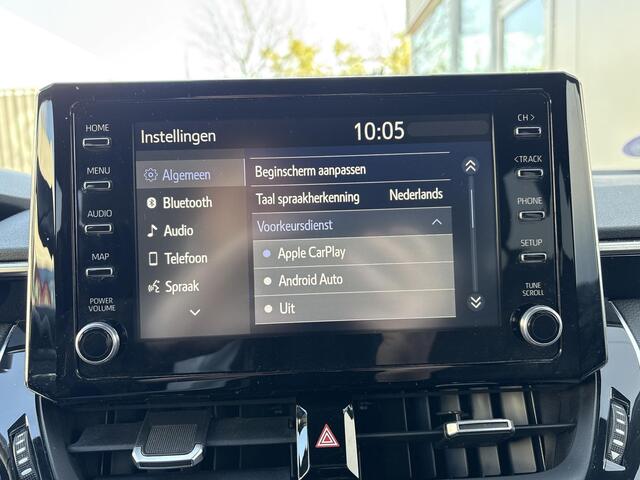 HOME
MENU
AUDIO
MAP
POWER
VOLUME
Instellingen 10:05
Algemeen
Bluetooth
Audio
Telefoon
Spraak
Beginscherm aanpassen
Taal spraakherkenning Nederlands
Voorkeursdienst
Apple CarPlay
Android Auto
Uit
CH >
< TRACK
PHONE
SETUP
TUNE
SCROLL